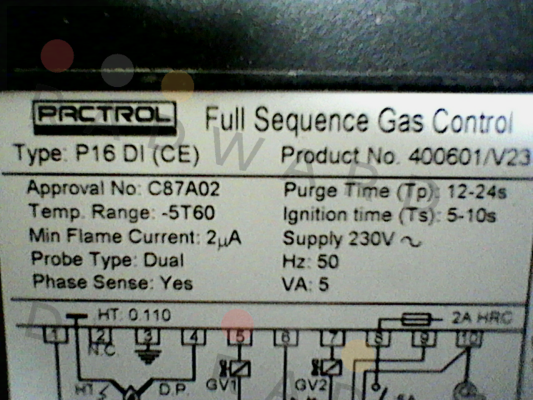 PACTROL Full Sequence Gas Control
Type: P16 DI (CE) Product No. 400601/V23
Approval No: C87A02 Purge Time (Tp): 12-24s
Temp. Range: -5T60 Ignition time (Ts): 5-10s
Min Flame Current: 2µA Supply 230V ~
Probe Type: Dual Hz: 50
Phase Sense: Yes VA: 5
HT: 0.110 2A HRC
1 2 3 4 5 6 7 8 9 10
N.C.
HT D.P. GV1 GV2